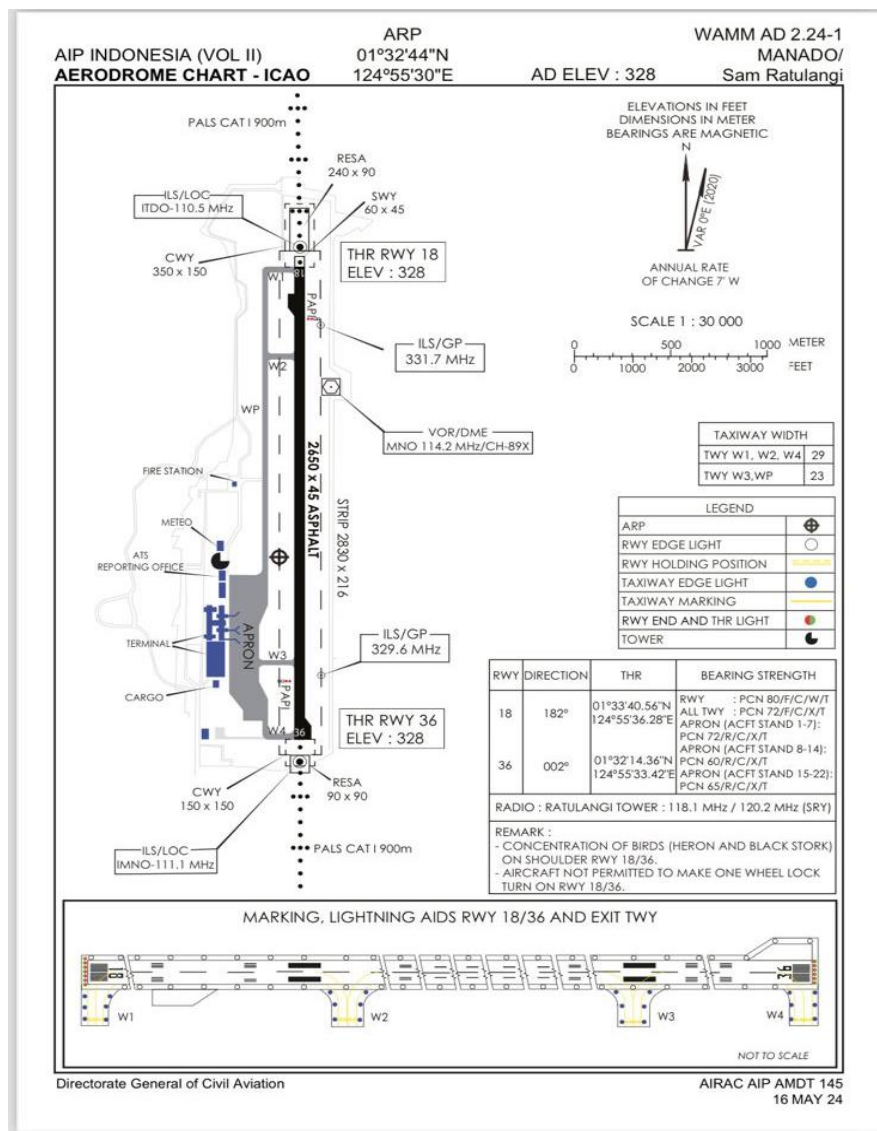 AIP INDONESIA (VOL II)
AERODROME CHART - ICAO
ARP
01º32'44"N
124º55'30"E
AD ELEV : 328
WAMM AD 2.24-1
MANADO/
Sam Ratulangi
PALS CAT I 900m
RESA
240 x 90
ILS/LOC
ITDO-110.5 MHz
SWY
60 x 45
CWY
350 x 150
THR RWY 18
ELEV : 328
W1
18
PAPI
ILS/GP
331.7 MHz
W2
WP
VOR/DME
MNO 114.2 MHz/CH-89X
2650 x 45 ASPHALT
STRIP 2830 x 216
FIRE STATION
METEO
ATS
REPORTING OFFICE
TERMINAL
APRON
CARGO
W3
ILS/GP
329.6 MHz
PAPI
W4
36
THR RWY 36
ELEV : 328
CWY
150 x 150
RESA
90 x 90
ILS/LOC
IMNO-111.1 MHz
PALS CAT I 900m
ELEVATIONS IN FEET
DIMENSIONS IN METER
BEARINGS ARE MAGNETIC
N
VAR 0ºE (2020)
ANNUAL RATE
OF CHANGE 7' W
SCALE 1 : 30 000
0 500 1000 METER
0 1000 2000 3000 FEET
TAXIWAY WIDTH
TWY W1, W2, W4 29
TWY W3,WP 23
LEGEND
ARP
RWY EDGE LIGHT
RWY HOLDING POSITION
TAXIWAY EDGE LIGHT
TAXIWAY MARKING
RWY END AND THR LIGHT
TOWER
RWY DIRECTION THR BEARING STRENGTH
18 182º 01º33'40.56"N
124º55'36.28"E
36 002º 01º32'14.36"N
124º55'33.42"E
RWY : PCN 80/F/C/W/T
ALL TWY : PCN 72/F/C/X/T
APRON (ACFT STAND 1-7):
PCN 72/R/C/X/T
APRON (ACFT STAND 8-14):
PCN 60/R/C/X/T
APRON (ACFT STAND 15-22):
PCN 65/R/C/X/T
RADIO : RATULANGI TOWER : 118.1 MHz / 120.2 MHz (SRY)
REMARK :
- CONCENTRATION OF BIRDS (HERON AND BLACK STORK)
ON SHOULDER RWY 18/36.
- AIRCRAFT NOT PERMITTED TO MAKE ONE WHEEL LOCK
TURN ON RWY 18/36.
MARKING, LIGHTNING AIDS RWY 18/36 AND EXIT TWY
18
36
W1
W2
W3
W4
NOT TO SCALE
Directorate General of Civil Aviation
AIRAC AIP AMDT 145
16 MAY 24